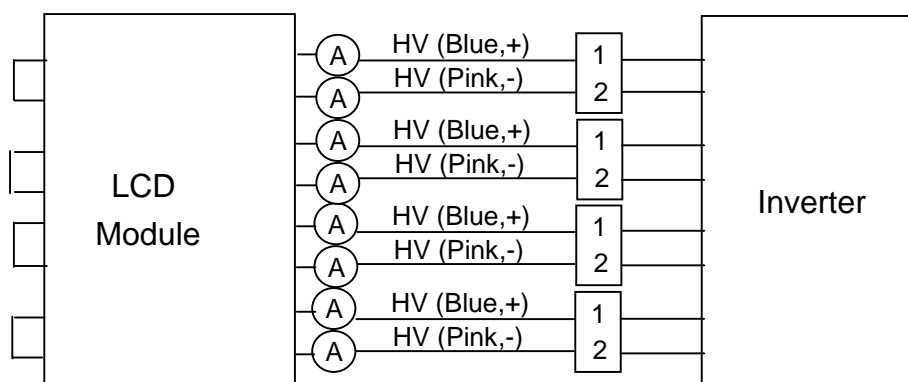 A HV (Blue,+) 1
A HV (Pink,-) 2
A HV (Blue,+) 1
A HV (Pink,-) 2
LCD
Module
Inverter
A HV (Blue,+) 1
A HV (Pink,-) 2
A HV (Blue,+) 1
A HV (Pink,-) 2